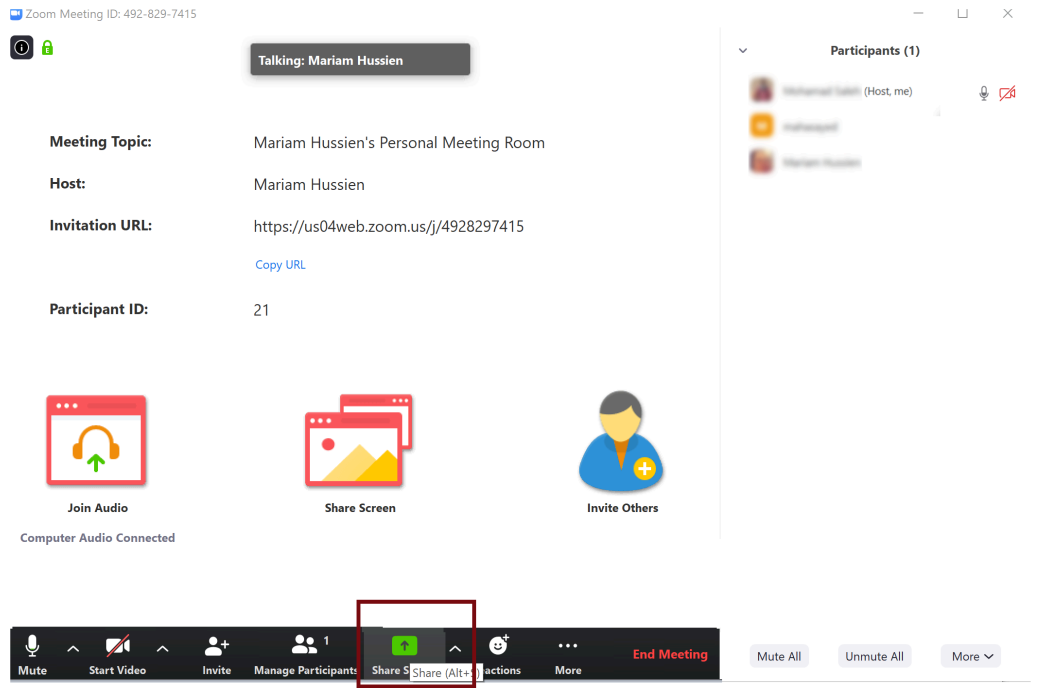 Zoom Meeting ID: 492-829-7415
Talking: Mariam Hussien
Participants (1)
(Host, me)
Meeting Topic: Mariam Hussien's Personal Meeting Room
Host: Mariam Hussien
Invitation URL: https://us04web.zoom.us/j/4928297415
Copy URL
Participant ID: 21
Join Audio
Share Screen
Invite Others
Computer Audio Connected
1
Mute
Start Video
Invite
Manage Participants
Share S
Share (Alt+S)
actions
More
End Meeting
Mute All
Unmute All
More